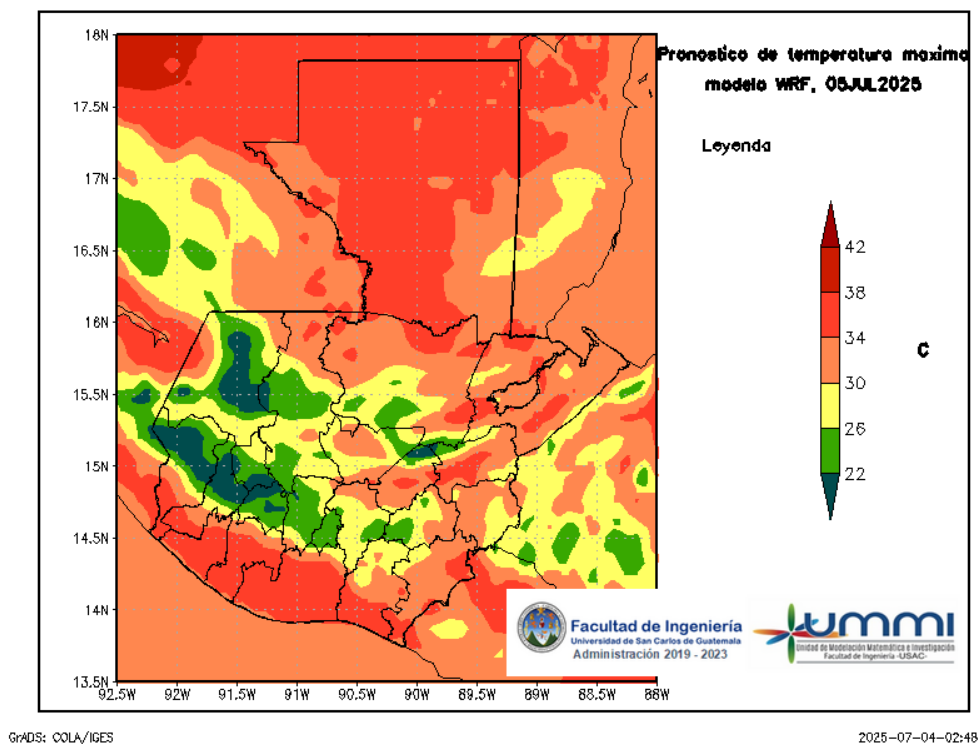 Pronostico de temperatura maxima
modelo WRF, 05JUL2025
Leyenda
42
38
34
30
26
22
C
18N
17.5N
17N
16.5N
16N
15.5N
15N
14.5N
14N
13.5N
92.5W 92W 91.5W 91W 90.5W 90W 89.5W 89W 88.5W 88W
Facultad de Ingeniería
Universidad de San Carlos de Guatemala
Administración 2019 - 2023
ummi
Unidad de Modelación Matemática e Investigación
Facultad de Ingeniería -USAC-
GrADS: COLA/IGES
2025-07-04-02:48